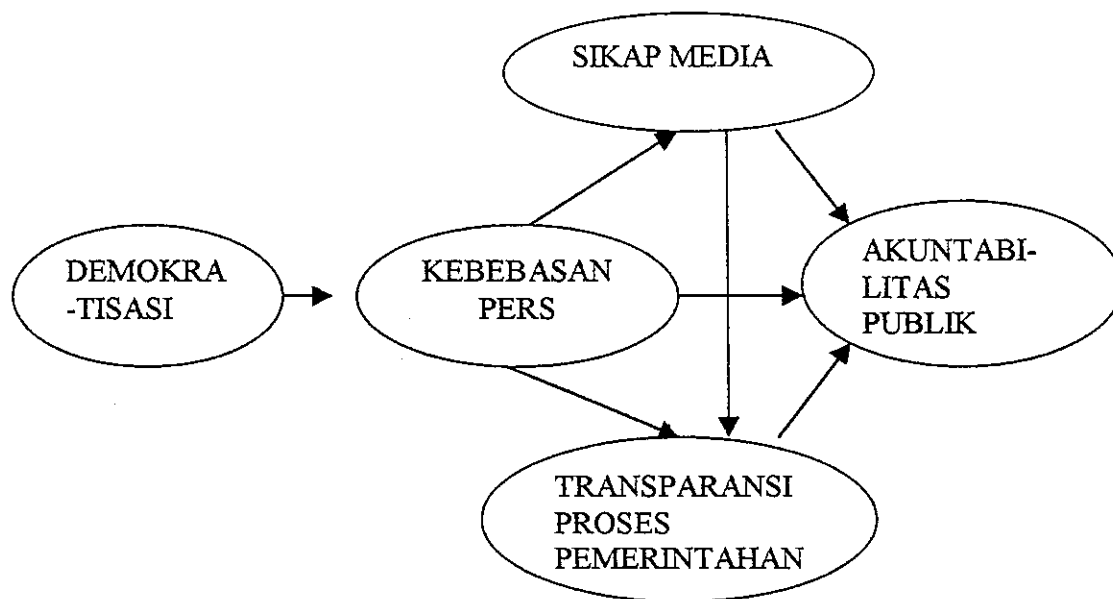 SIKAP MEDIA
DEMOKRA
-TISASI
KEBEBASAN
PERS
AKUNTABI-
LITAS
PUBLIK
TRANSPARANSI
PROSES
PEMERINTAHAN